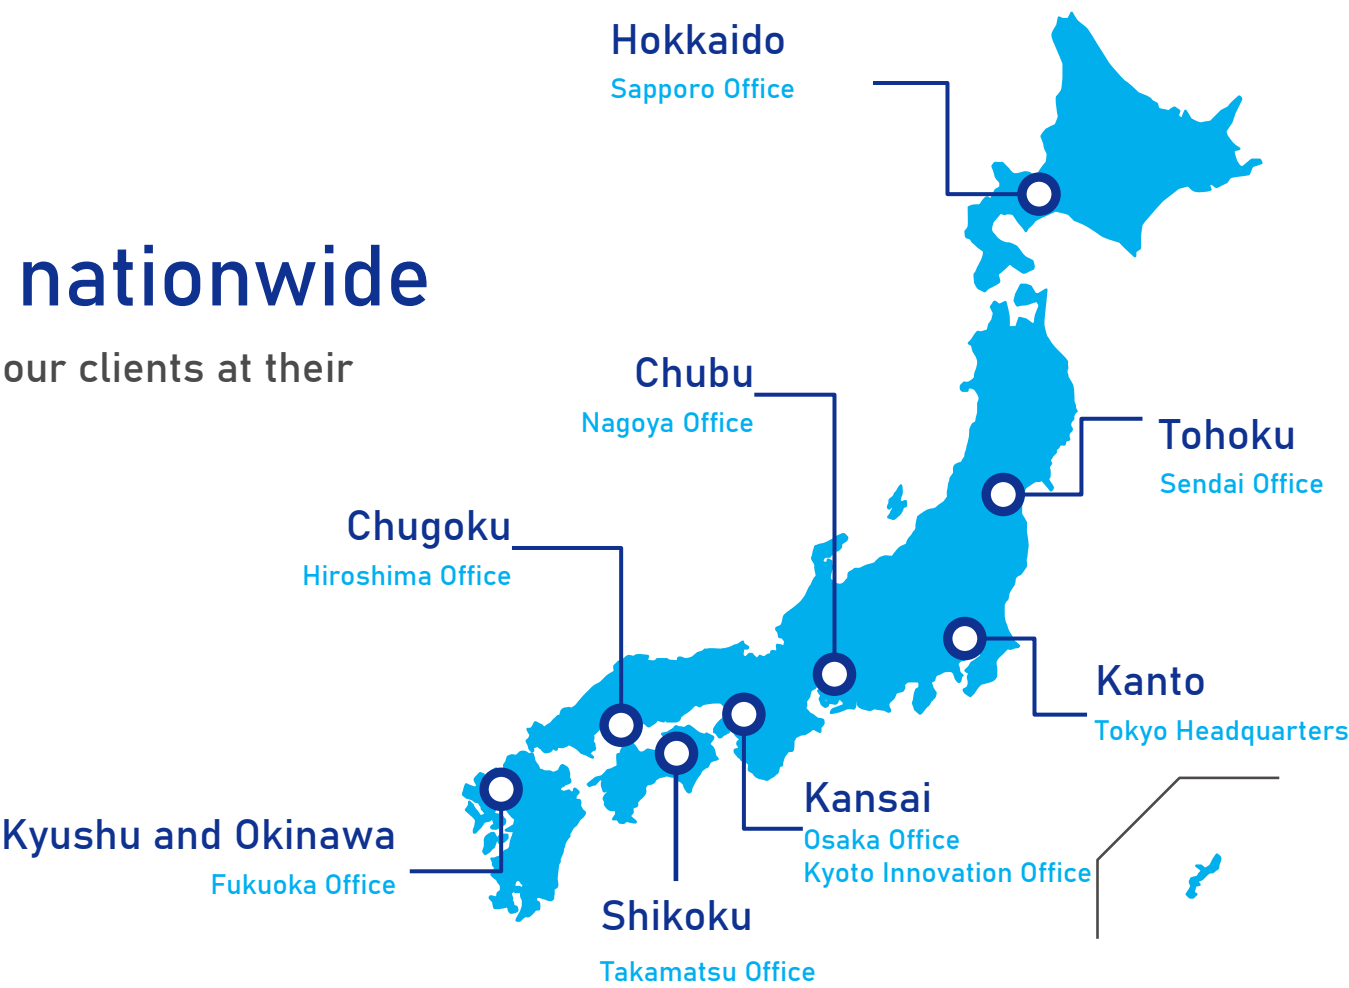 Hokkaido
Sapporo Office
nationwide
our clients at their
Chubu
Nagoya Office
Tohoku
Sendai Office
Chugoku
Hiroshima Office
Kanto
Tokyo Headquarters
Kansai
Osaka Office
Kyoto Innovation Office
Kyushu and Okinawa
Fukuoka Office
Shikoku
Takamatsu Office